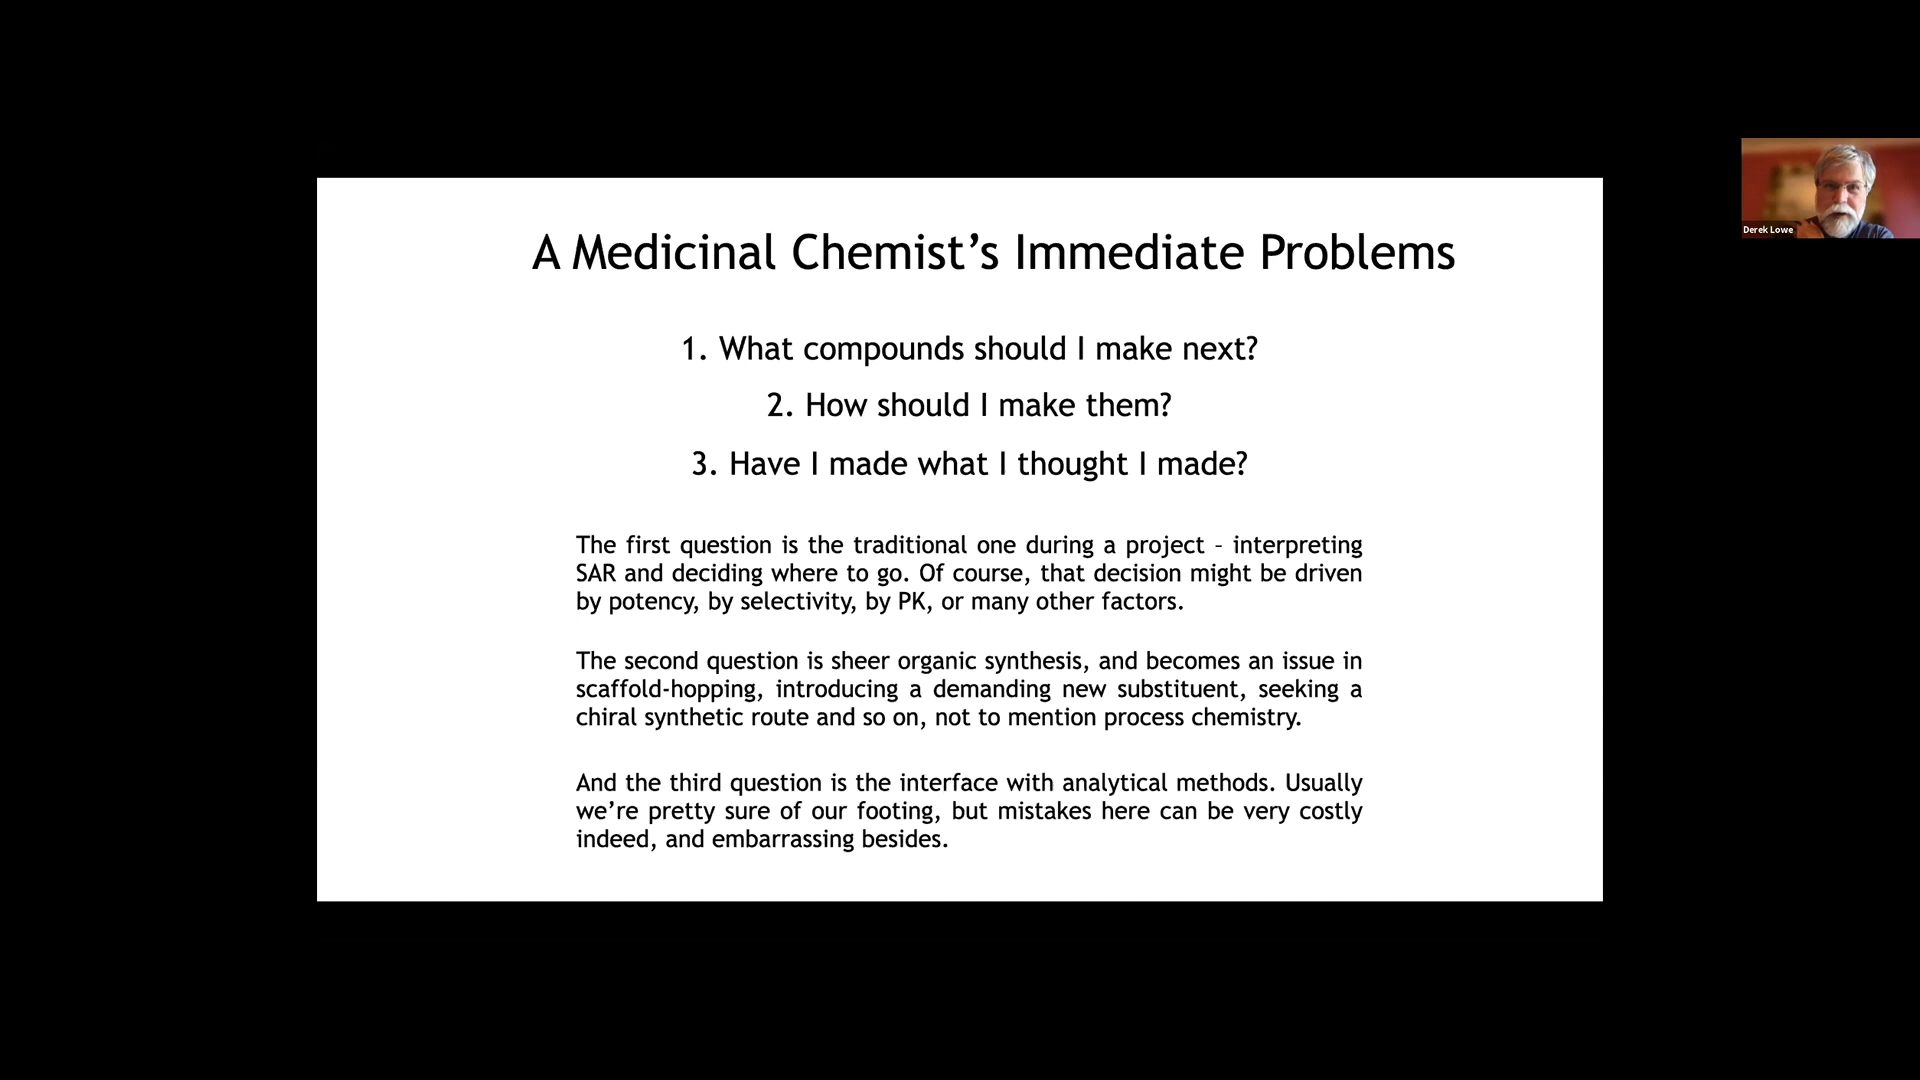 A Medicinal Chemist’s Immediate Problems
1. What compounds should I make next?
2. How should I make them?
3. Have I made what I thought I made?
The first question is the traditional one during a project – interpreting
SAR and deciding where to go. Of course, that decision might be driven
by potency, by selectivity, by PK, or many other factors.
The second question is sheer organic synthesis, and becomes an issue in
scaffold-hopping, introducing a demanding new substituent, seeking a
chiral synthetic route and so on, not to mention process chemistry.
And the third question is the interface with analytical methods. Usually
we’re pretty sure of our footing, but mistakes here can be very costly
indeed, and embarrassing besides.
Derek Lowe